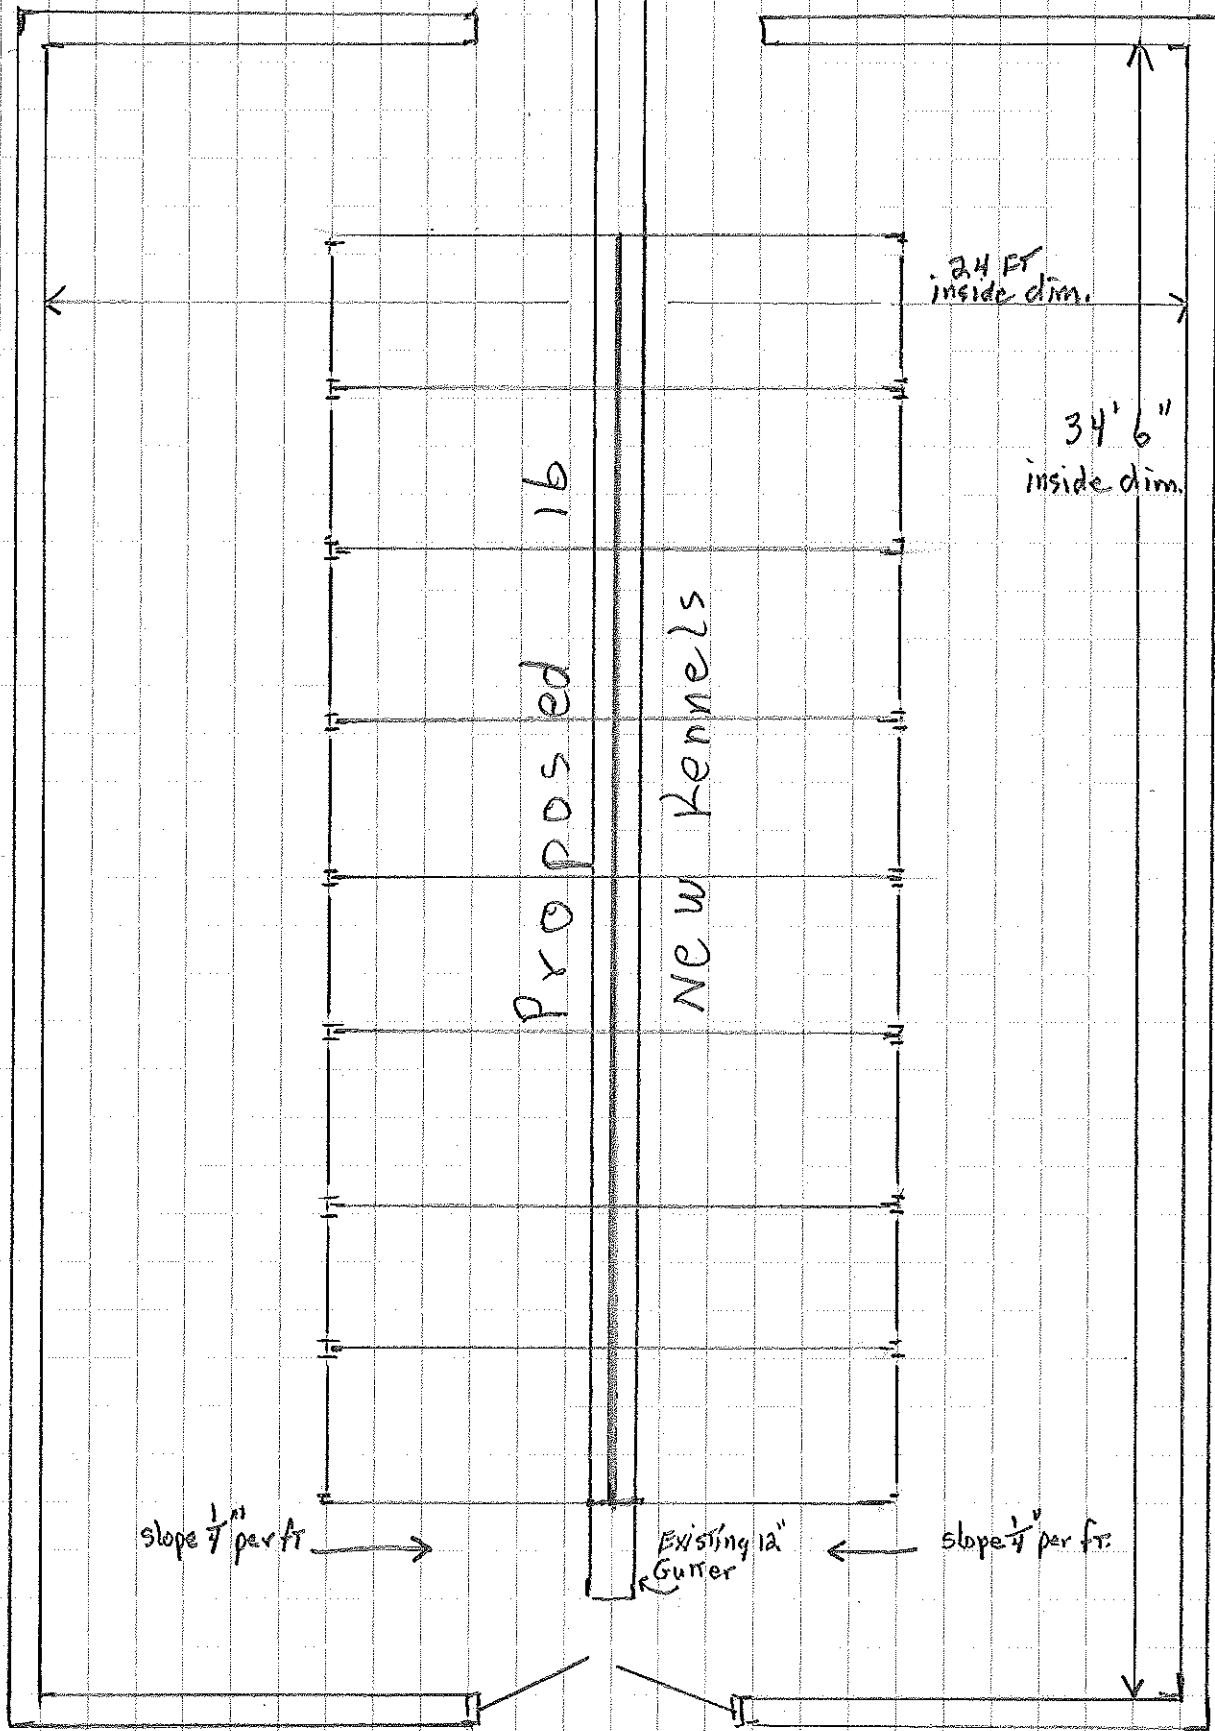 24 FT
inside dim.
34' 6"
inside dim.
Proposed 16
New Kennels
slope 1/4" per ft
Existing 12"
Gutter
slope 1/4" per ft.